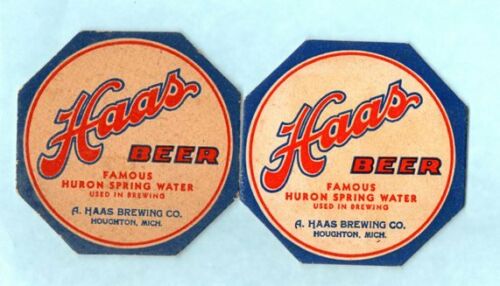 Haas
BEER
FAMOUS
HURON SPRING WATER
USED IN BREWING
A. HAAS BREWING CO.
HOUGHTON, MICH.
Haas
BEER
FAMOUS
HURON SPRING WATER
USED IN BREWING
A. HAAS BREWING CO.
HOUGHTON, MICH.